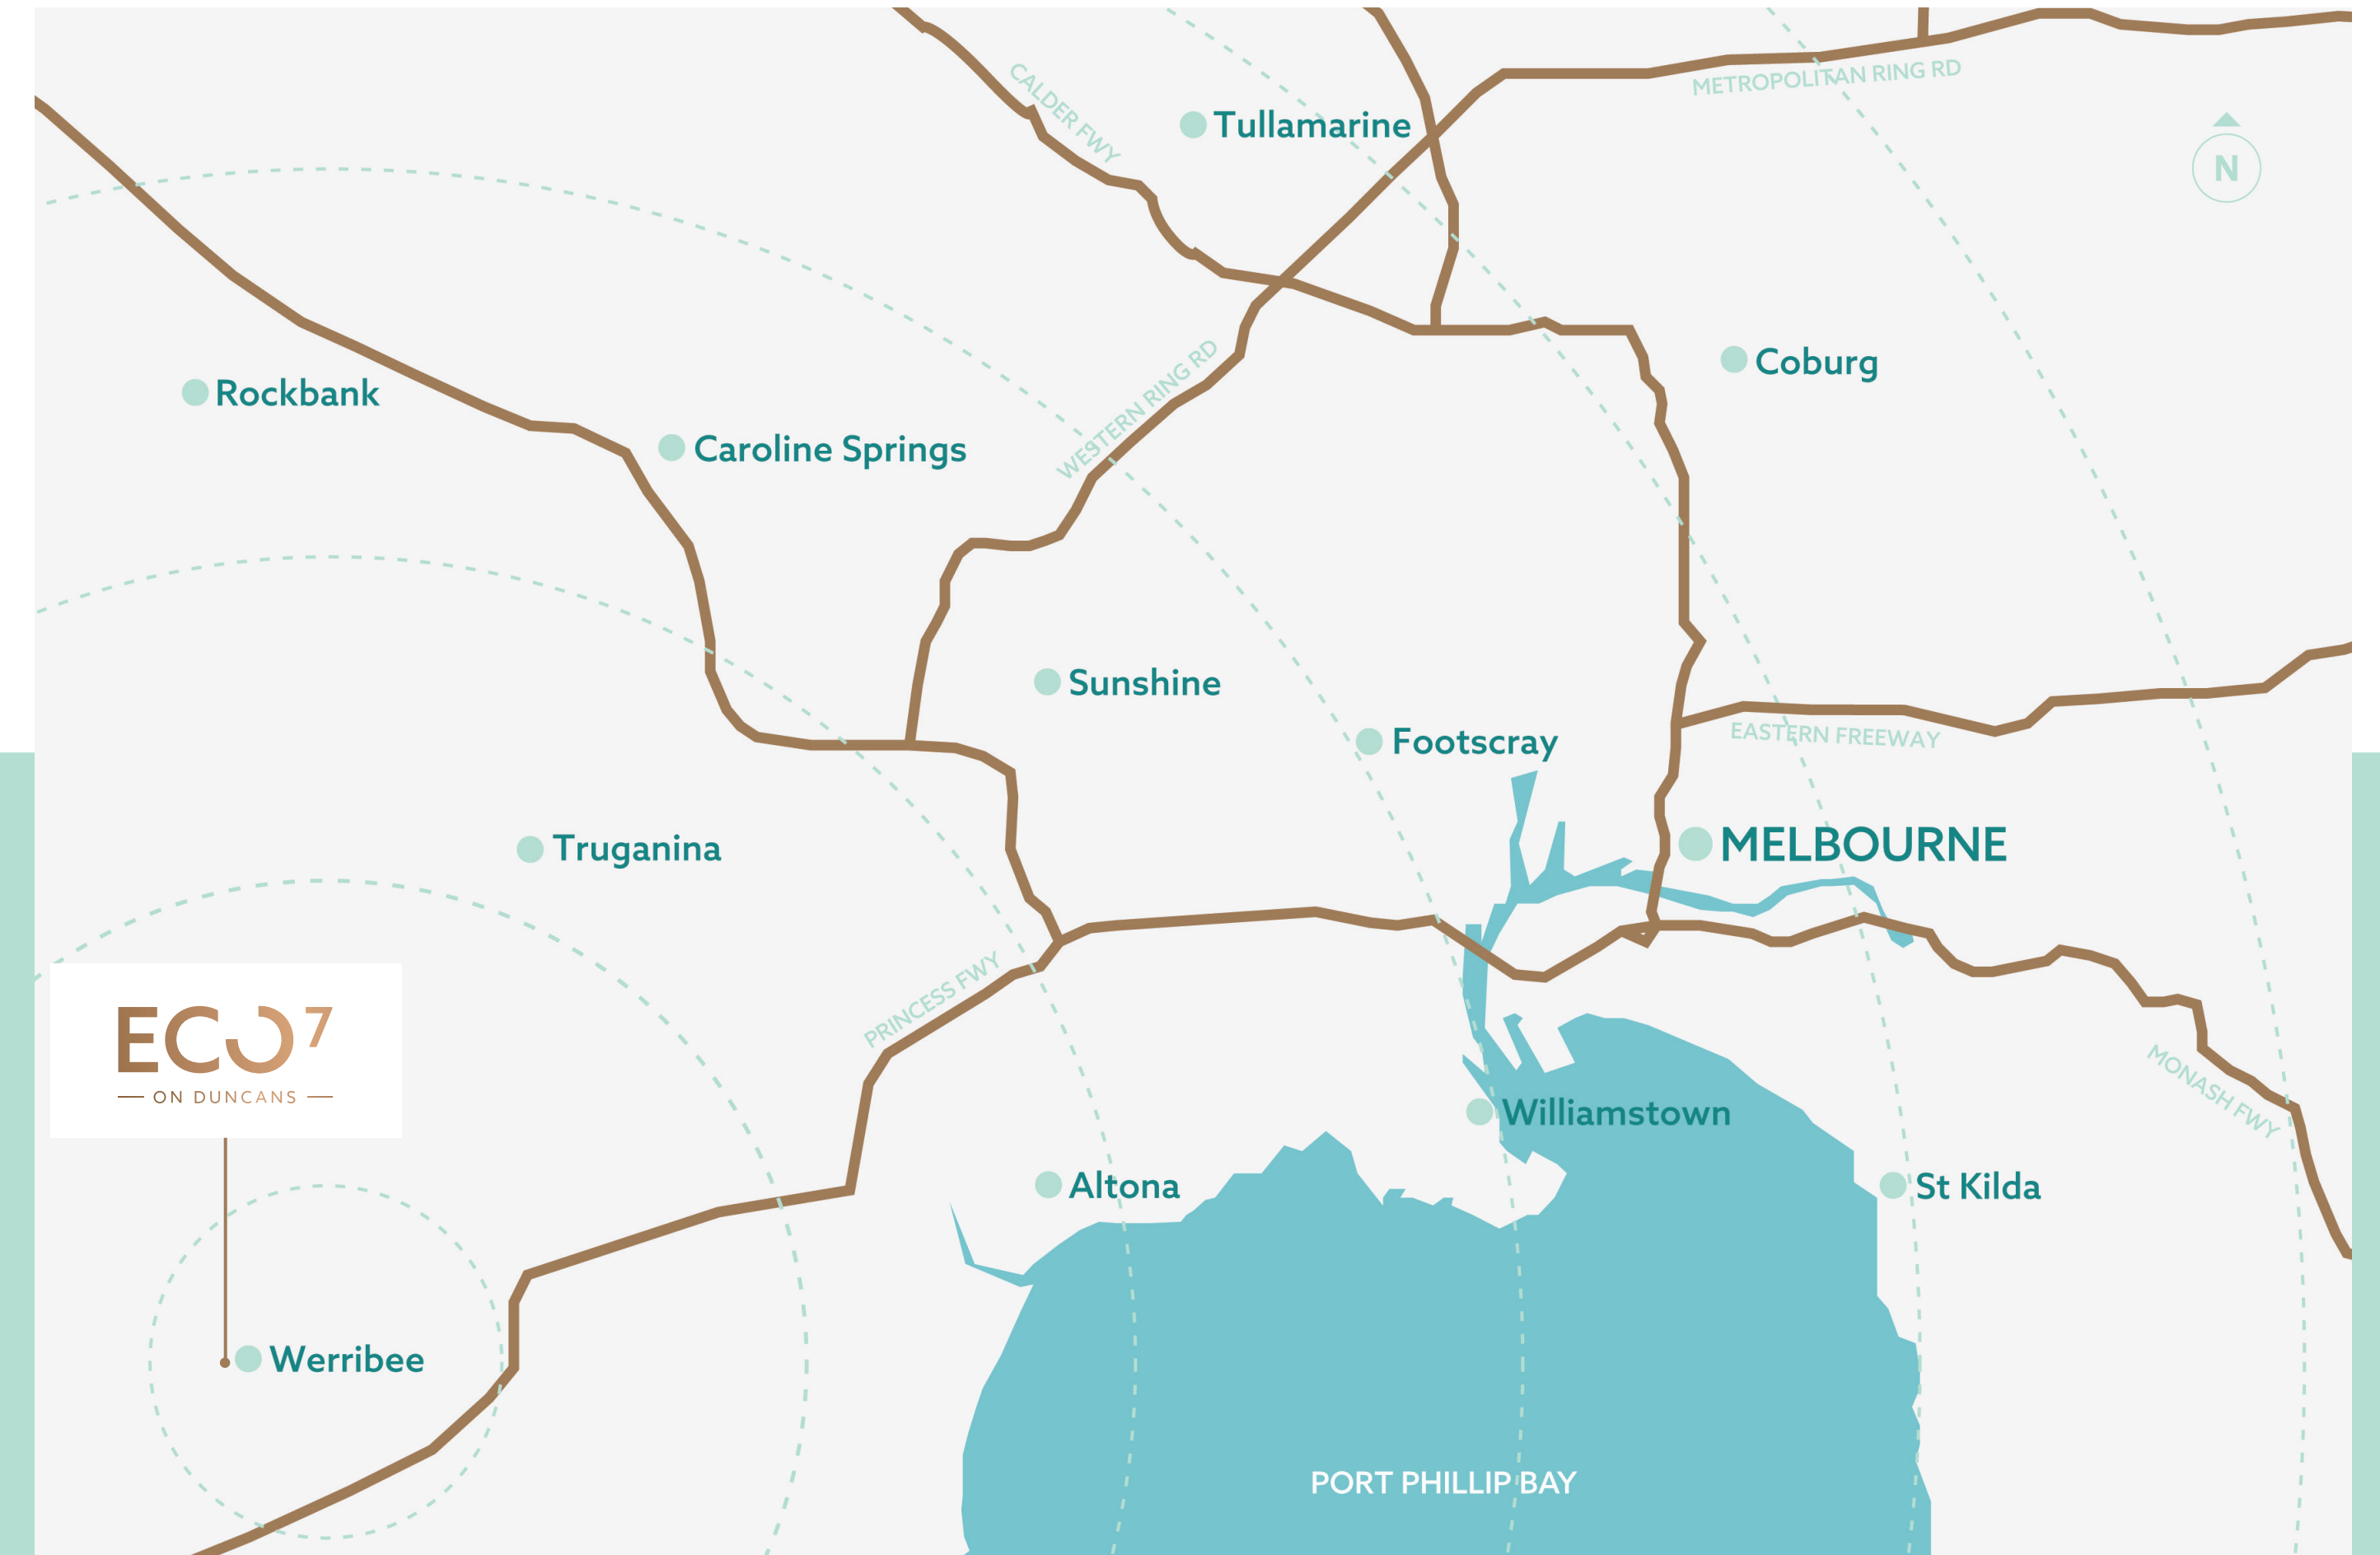 CALDER FWY
METROPOLITAN RING RD
Tullamarine
N
WESTERN RING RD
Coburg
Rockbank
Caroline Springs
Sunshine
Footscray
EASTERN FREEWAY
Truganina
MELBOURNE
PRINCESS FWY
ECO7
ON DUNCANS
MONASH FWY
Williamstown
Altona
St Kilda
Werribee
PORT PHILLIP BAY